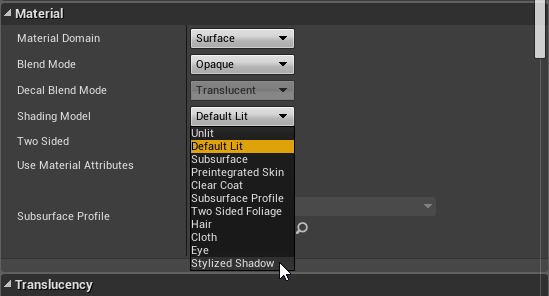 Material
Material Domain
Surface
Blend Mode
Opaque
Decal Blend Mode
Translucent
Shading Model
Default Lit
Unlit
Default Lit
Subsurface
Preintegrated Skin
Clear Coat
Subsurface Profile
Two Sided Foliage
Hair
Cloth
Eye
Stylized Shadow
Two Sided
Use Material Attributes
Subsurface Profile
Translucency